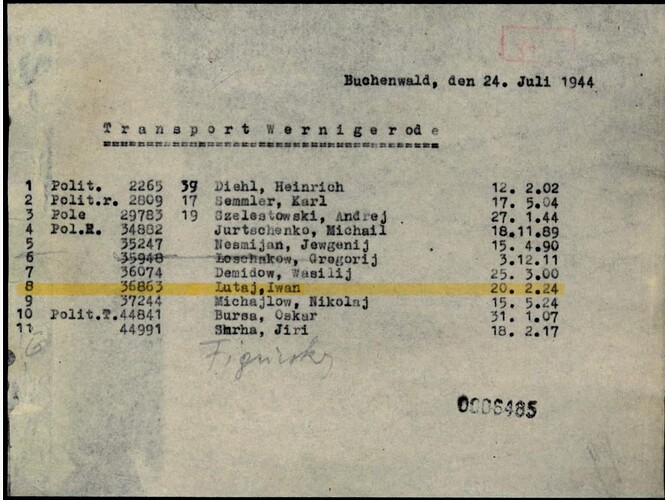 Buchenwald, den 24. Juli 1944
Transport Wernigerode
1 Polit. 2265 39 Diehl, Heinrich 12. 2.02
2 Polit.r. 2809 17 Semmler, Karl 17. 5.04
3 Pole 29783 19 Czelestowski, Andrej 27. 1.44
4 Pol.R. 34882 Jurtschenko, Michail 18.11.89
5 35247 Nesmijan, Jewgenij 15. 4.90
6 35948 Loschakow, Gregorij 3.12.11
7 36074 Demidow, Wasilij 25. 3.00
8 36863 Lutaj,Iwan 20. 2.24
9 37244 Michajlow, Nikolaj 15. 5.24
10 Polit.T.44841 Bursa, Oskar 31. 1.07
11 44991 Jiri 18. 2.17
0006485